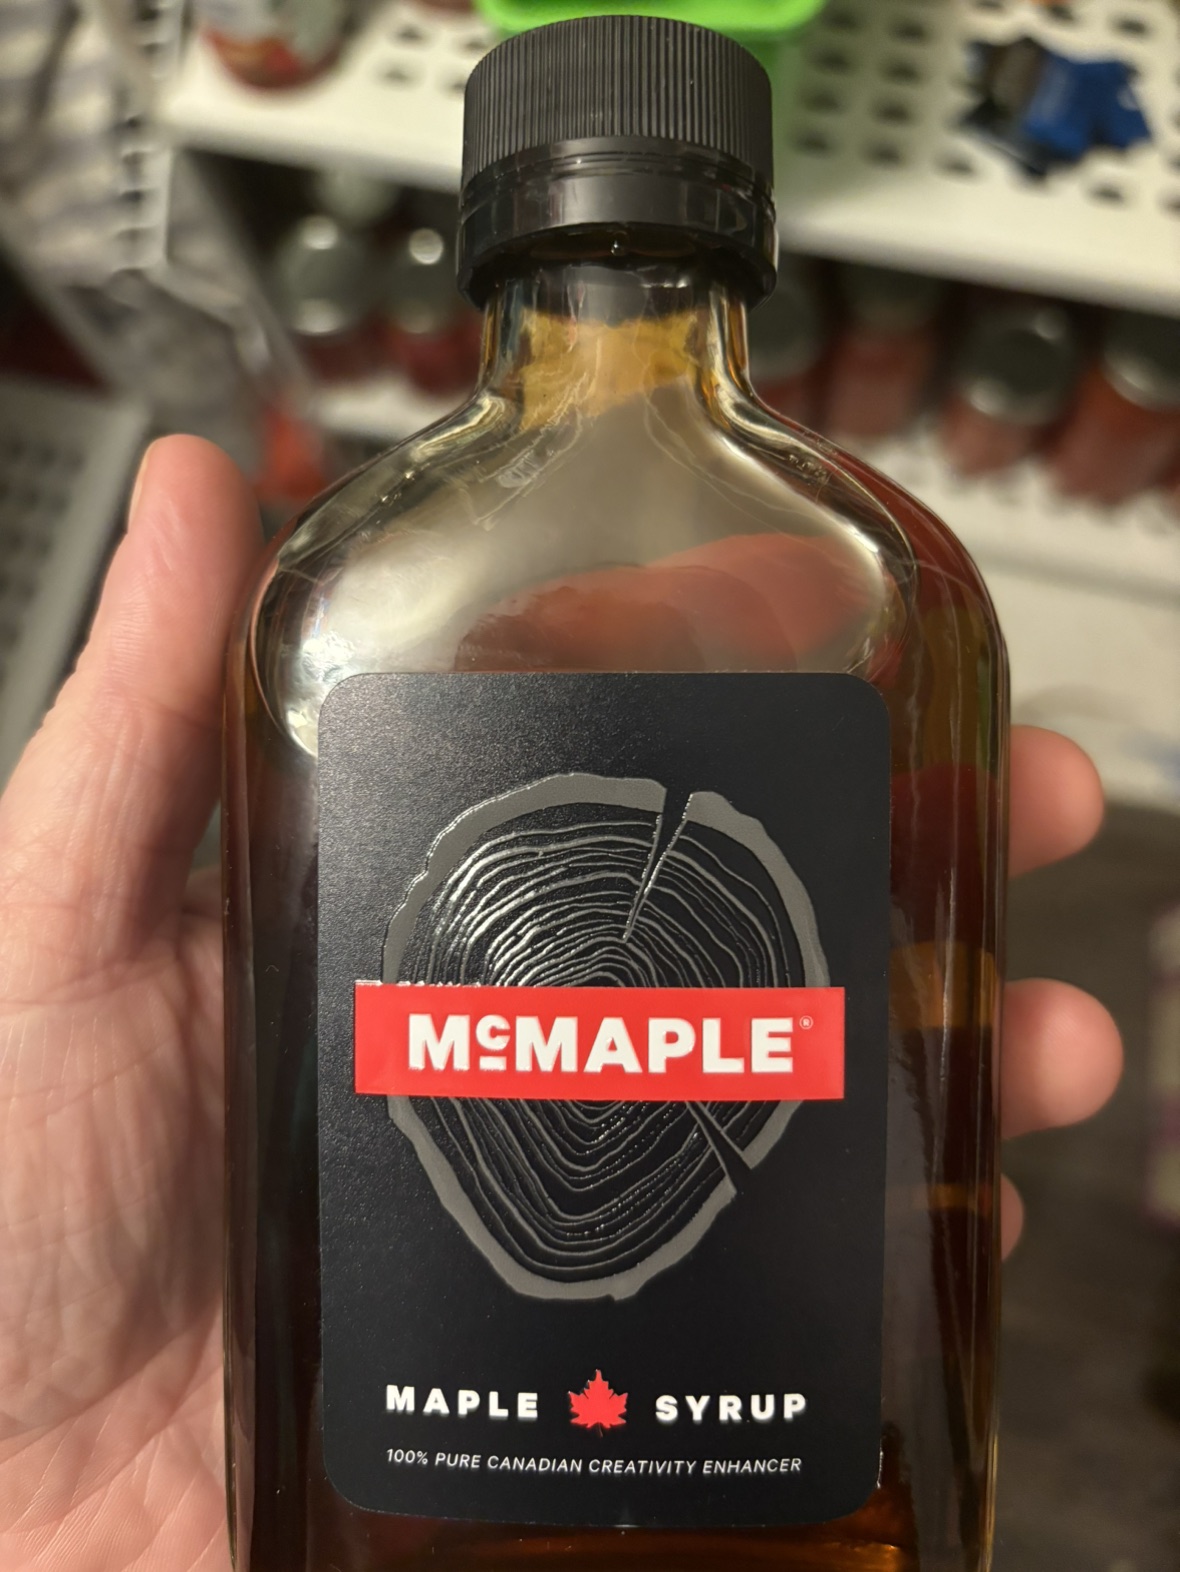 McMAPLE®
MAPLE SYRUP
100% PURE CANADIAN CREATIVITY ENHANCER